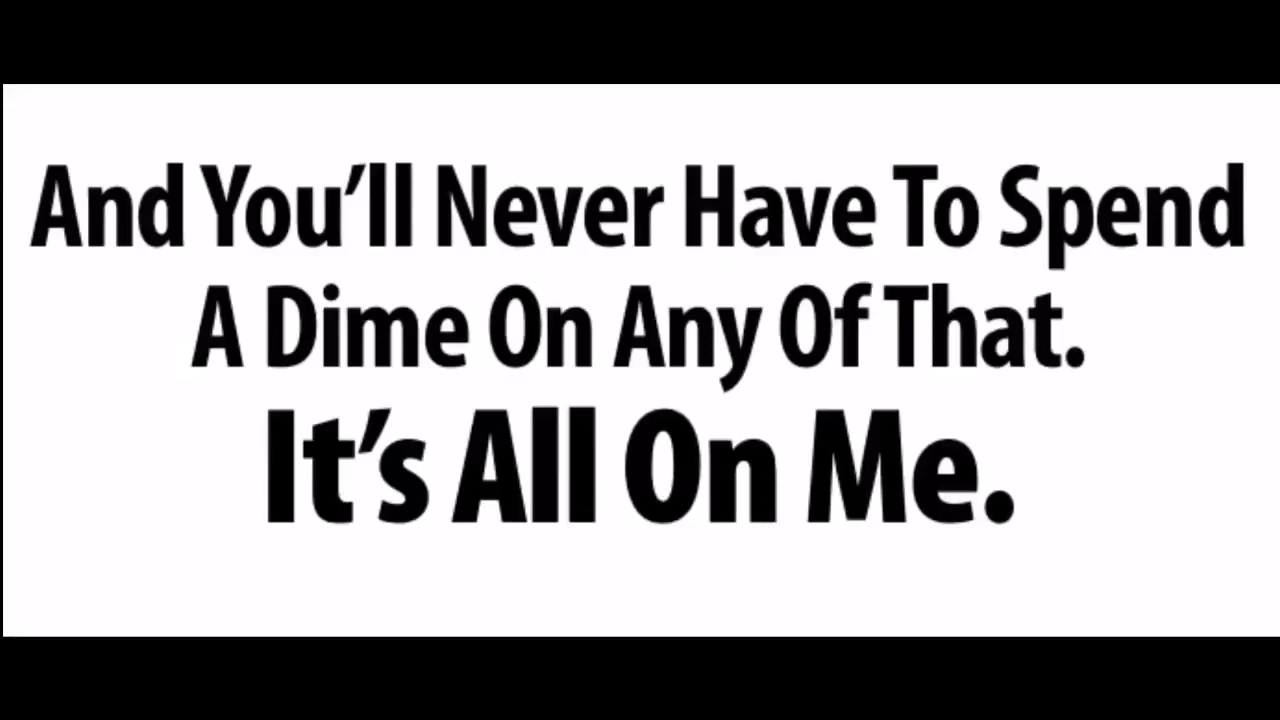 And You’ll Never Have To Spend
A Dime On Any Of That.
It’s All On Me.